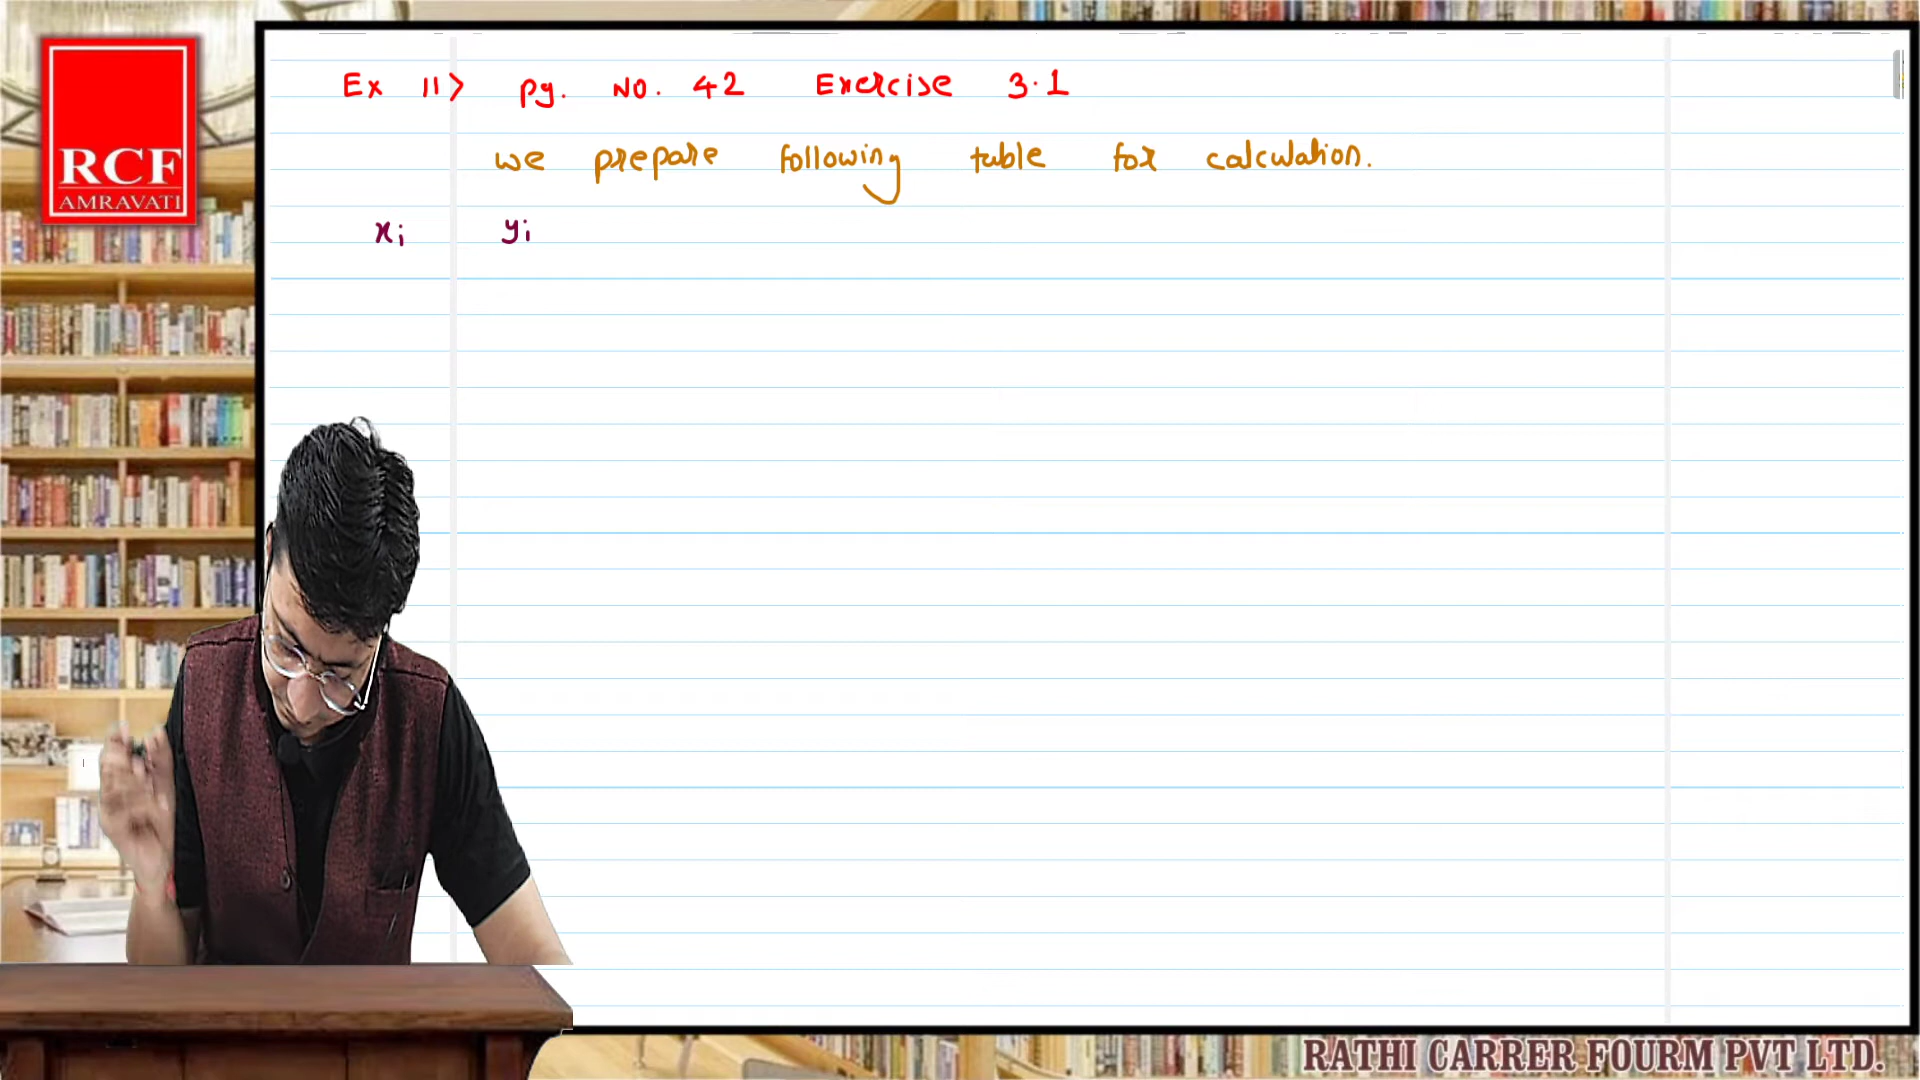 RCF
AMRAVATI
Ex 11> pg. No. 42 Exercise 3.1
we prepare following table for calculation.
xi yi
RATHI CARRER FOURM PVT LTD.